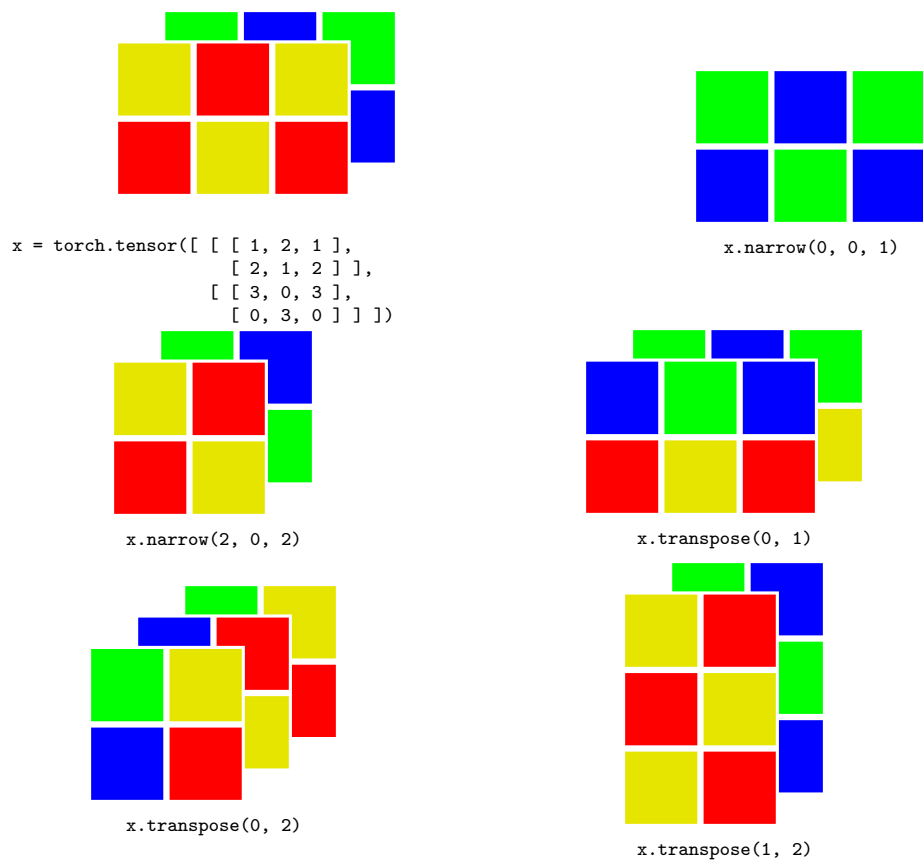 x = torch.tensor([ [ [ 1, 2, 1 ],
[ 2, 1, 2 ] ],
[ [ 3, 0, 3 ],
[ 0, 3, 0 ] ] ])
x.narrow(0, 0, 1)
x.narrow(2, 0, 2)
x.transpose(0, 1)
x.transpose(0, 2)
x.transpose(1, 2)